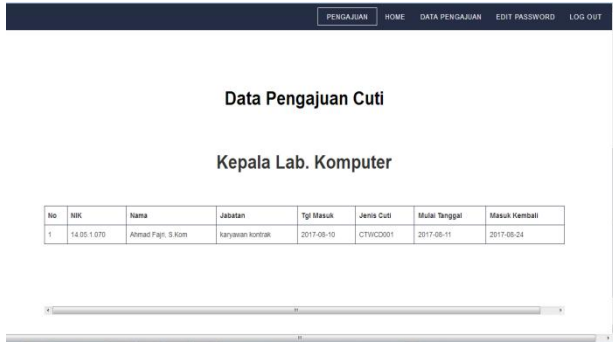 PENGAJUAN HOME DATA PENGAJUAN EDIT PASSWORD LOG OUT
Data Pengajuan Cuti
Kepala Lab. Komputer
No NIK Nama Jabatan Tgl Masuk Jenis Cuti Mulai Tanggal Masuk Kembali
1 14.05.1.070 Ahmad Fajri, S.Kom karyawan kontrak 2017-08-10 CTWCD001 2017-08-11 2017-08-24